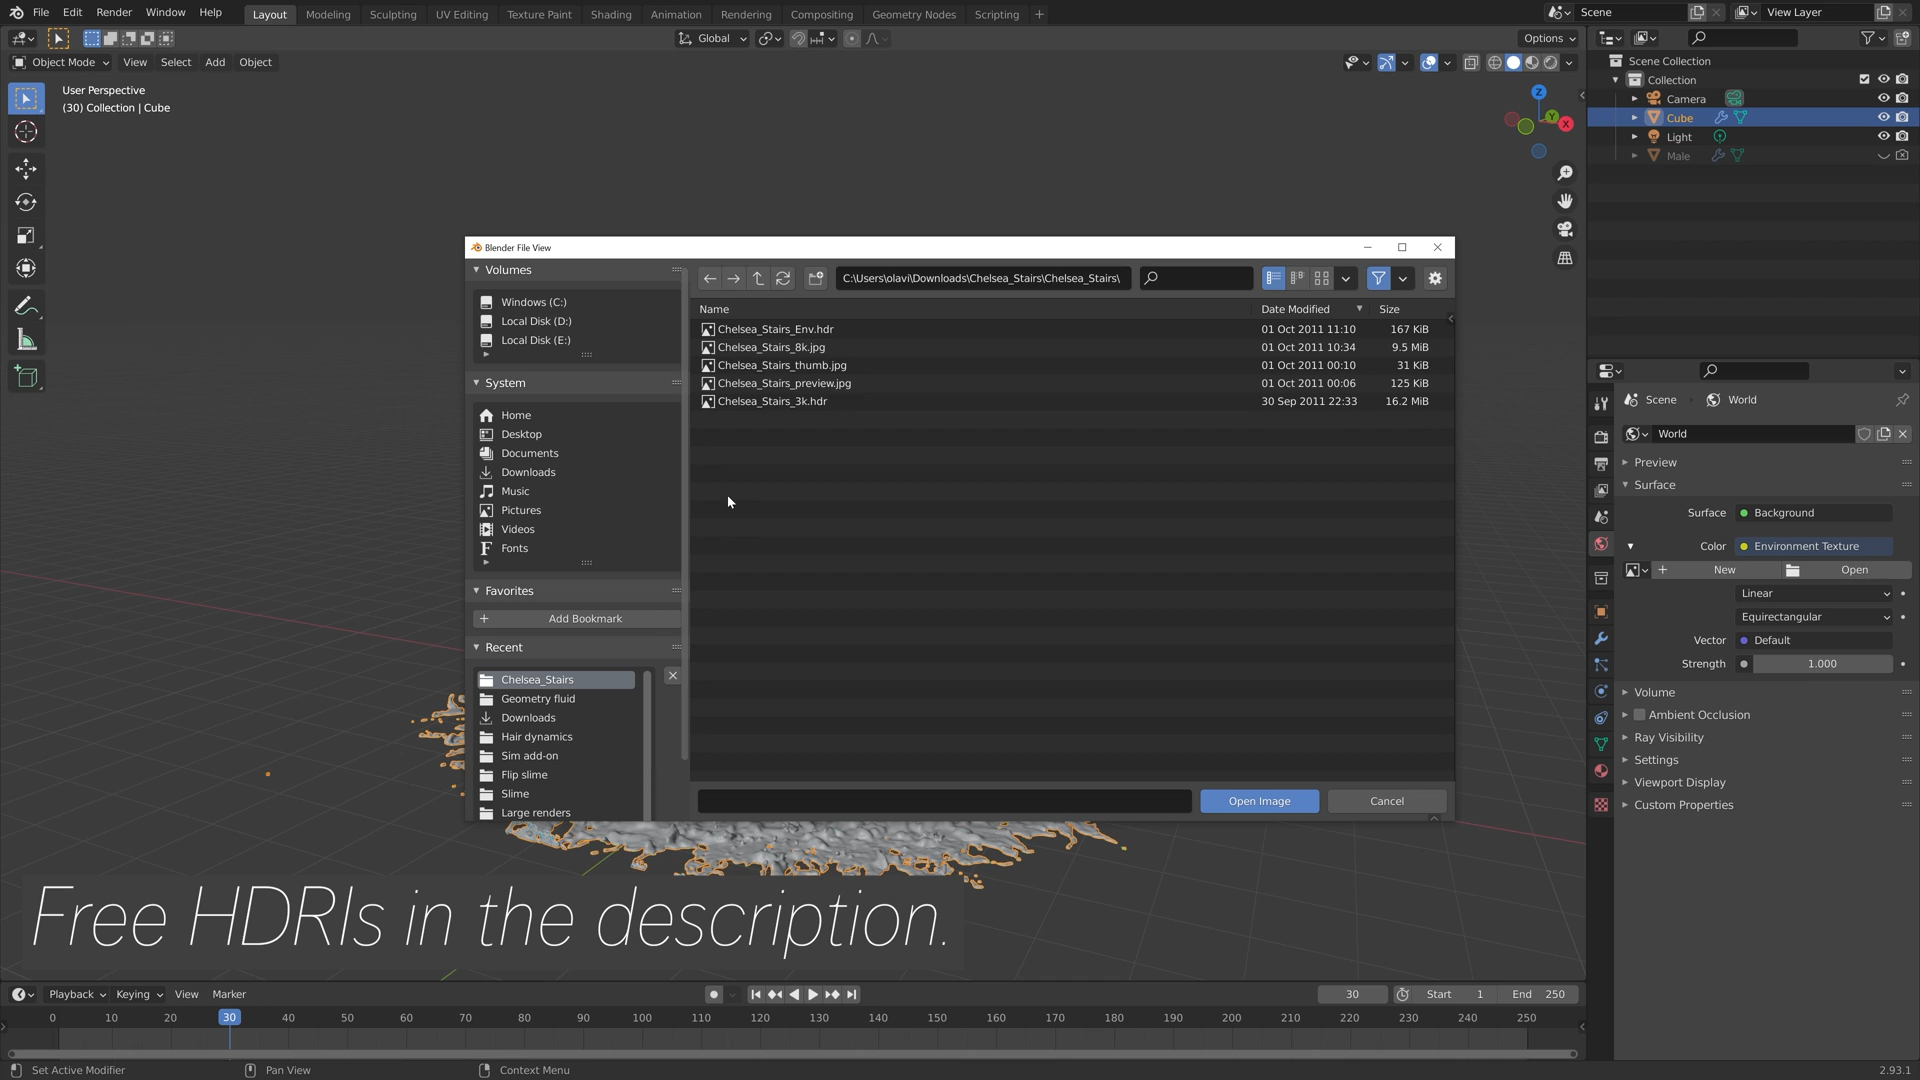 File Edit Render Window Help Layout Modeling Sculpting UV Editing Texture Paint Shading Animation Rendering Compositing Geometry Nodes Scripting + Scene View Layer
Global Options
Object Mode View Select Add Object
User Perspective
(30) Collection | Cube
Z
Y
X
Scene Collection
Collection
Camera
Cube
Light
Male
Blender File View
Volumes
Windows (C:)
Local Disk (D:)
Local Disk (E:)
System
Home
Desktop
Documents
Downloads
Music
Pictures
Videos
Fonts
Favorites
Add Bookmark
Recent
Chelsea_Stairs
Geometry fluid
Downloads
Hair dynamics
Sim add-on
Flip slime
Slime
Large renders
C:\Users\olavi\Downloads\Chelsea_Stairs\Chelsea_Stairs\
Name Date Modified Size
Chelsea_Stairs_Env.hdr 01 Oct 2011 11:10 167 KiB
Chelsea_Stairs_8k.jpg 01 Oct 2011 10:34 9.5 MiB
Chelsea_Stairs_thumb.jpg 01 Oct 2011 00:10 31 KiB
Chelsea_Stairs_preview.jpg 01 Oct 2011 00:06 125 KiB
Chelsea_Stairs_3k.hdr 30 Sep 2011 22:33 16.2 MiB
Open Image Cancel
Scene World
World
Preview
Surface
Surface Background
Color Environment Texture
New Open
Linear
Equirectangular
Vector Default
Strength 1.000
Volume
Ambient Occlusion
Ray Visibility
Settings
Viewport Display
Custom Properties
Free HDRIs in the description.
Playback Keying View Marker 30 Start 1 End 250
0 10 20 30 40 50 60 70 80 90 100 110 120 130 140 150 160 170 180 190 200 210 220 230 240 250
Set Active Modifier Pan View Context Menu 2.93.1